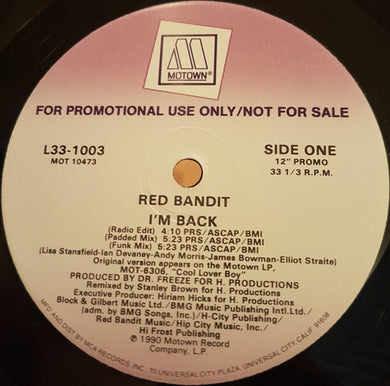 M
MOTOWN®
FOR PROMOTIONAL USE ONLY/NOT FOR SALE
L33-1003
MOT 10473
SIDE ONE
12" PROMO
33 1/3 R.P.M.
RED BANDIT
I'M BACK
(Radio Edit) 4:10 PRS/ASCAP/BMI
(Padded Mix) 5:23 PRS/ASCAP/BMI
(Funk Mix) 5:23 PRS/ASCAP/BMI
(Lisa Stansfield-Ian Devaney-Andy Morris-James Bowman-Elliot Straite)
Original version appears on the Motown LP,
MOT-6306, "Cool Lover Boy"
PRODUCED BY DR. FREEZE FOR H. PRODUCTIONS
Remixed by Stanley Brown for H. Productions
Executive Producer: Hiriam Hicks for H. Productions
Block & Gilbert Music Ltd./BMG Music Publishing Intl.Ltd./
(adm. by BMG Songs, Inc.)/H-City Publishing/
Red Bandit Music/Hip City Music, Inc./
Hi Frost Publishing
℗ 1990 Motown Record
Company, L.P.
MFD. AND DIST. BY MCA RECORDS, INC. 70 UNIVERSAL CITY PLAZA, UNIVERSAL CITY, CALIF. 91608